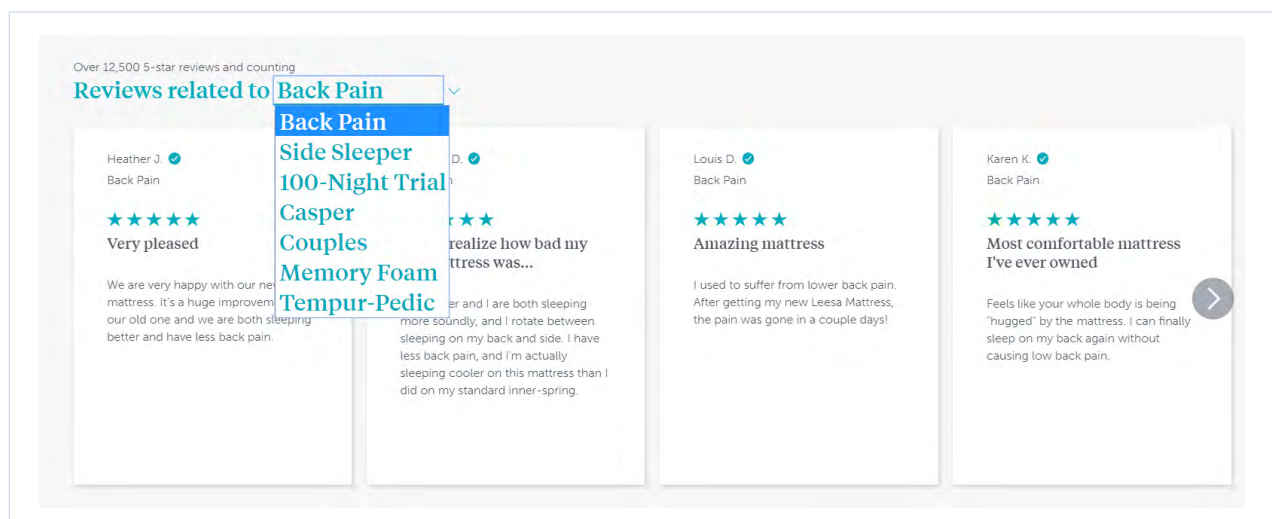 Over 12,500 5-star reviews and counting
Reviews related to Back Pain
Back Pain
Side Sleeper
100-Night Trial
Casper
Couples
Memory Foam
Tempur-Pedic
Heather J.
Back Pain
Very pleased
We are very happy with our
mattress. It's a huge
our old one and we are both sleeping
better and have less back pain.
D.
realize how bad my
was...
and I are both sleeping
more soundly, and I rotate between
sleeping on my back and side. I have
less back pain, and I'm actually
sleeping cooler on this mattress than I
did on my standard inner-spring.
Louis D.
Back Pain
Amazing mattress
I used to suffer from lower back pain.
After getting my new Leesa Mattress,
the pain was gone in a couple days!
Karen K.
Back Pain
Most comfortable mattress
I've ever owned
Feels like your whole body is being
"hugged" by the mattress. I can finally
sleep on my back again without
causing low back pain.